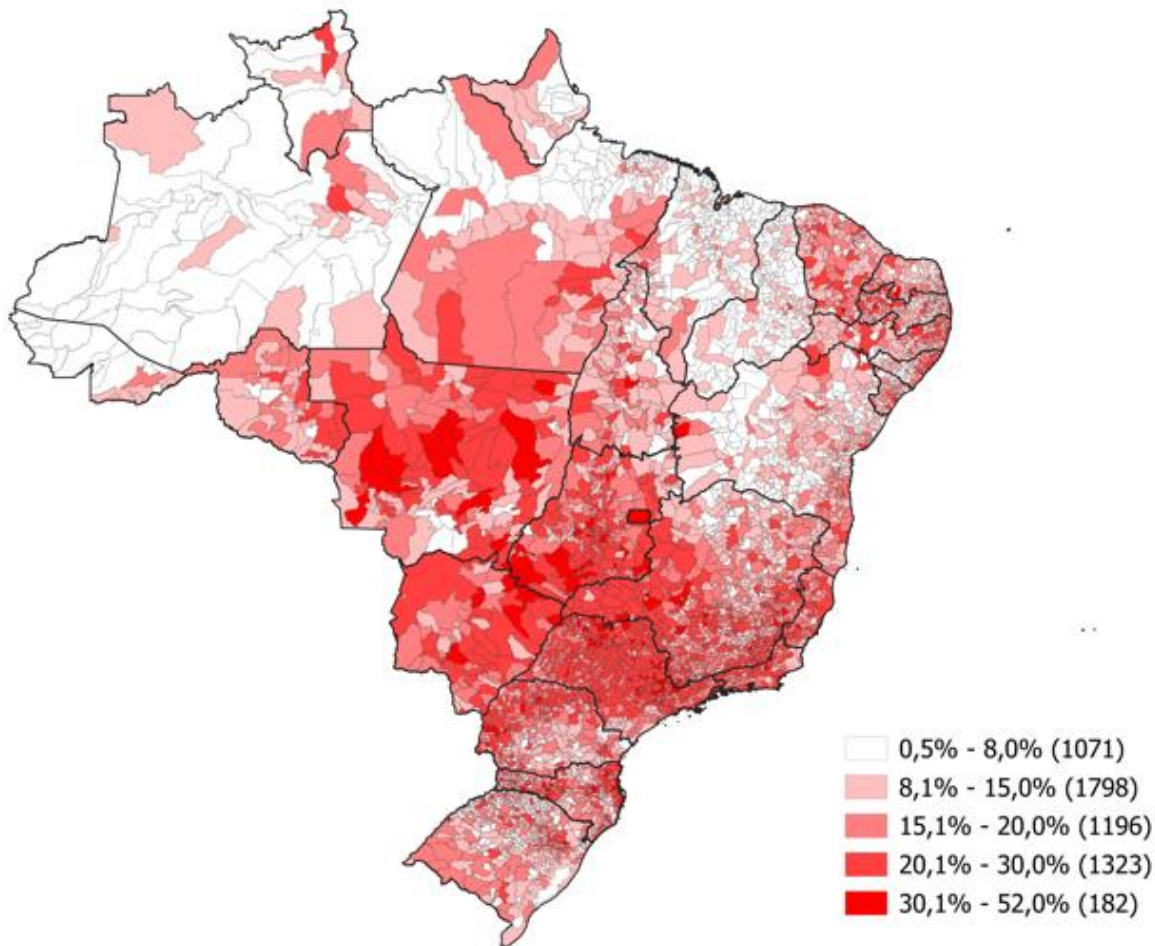 0,5% - 8,0% (1071)
8,1% - 15,0% (1798)
15,1% - 20,0% (1196)
20,1% - 30,0% (1323)
30,1% - 52,0% (182)